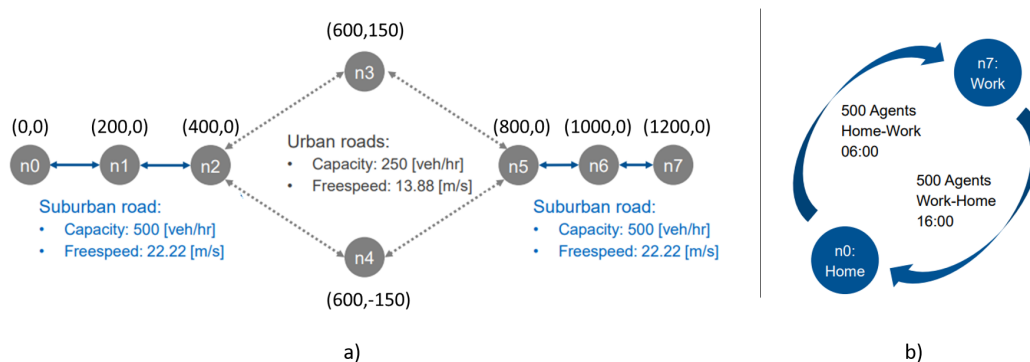 (600,150)
n3
(0,0) (200,0) (400,0) (800,0) (1000,0) (1200,0)
n0 n1 n2 n5 n6 n7
Urban roads:
• Capacity: 250 [veh/hr]
• Freespeed: 13.88 [m/s]
Suburban road:
• Capacity: 500 [veh/hr]
• Freespeed: 22.22 [m/s]
Suburban road:
• Capacity: 500 [veh/hr]
• Freespeed: 22.22 [m/s]
n4
(600,-150)
a)
n7:
Work
500 Agents
Home-Work
06:00
500 Agents
Work-Home
16:00
n0:
Home
b)